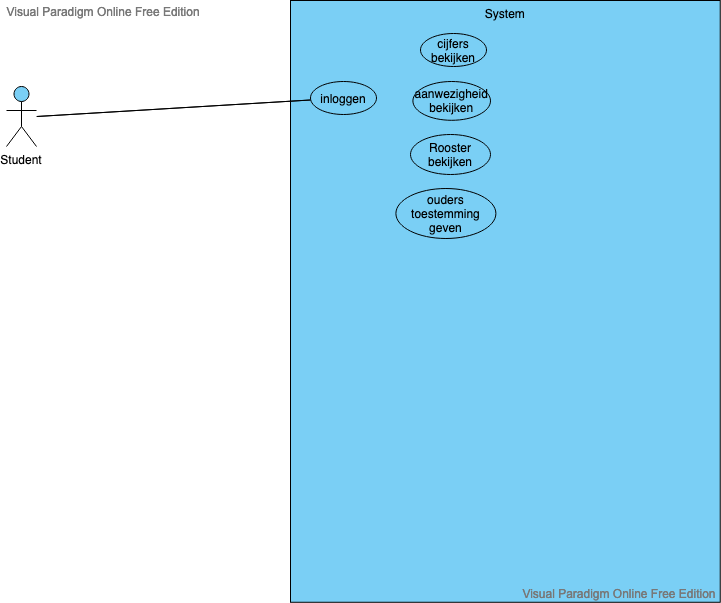 Visual Paradigm Online Free Edition
System
cijfers
bekijken
inloggen
aanwezigheid
bekijken
Rooster
bekijken
Student
ouders
toestemming
geven
Visual Paradigm Online Free Edition